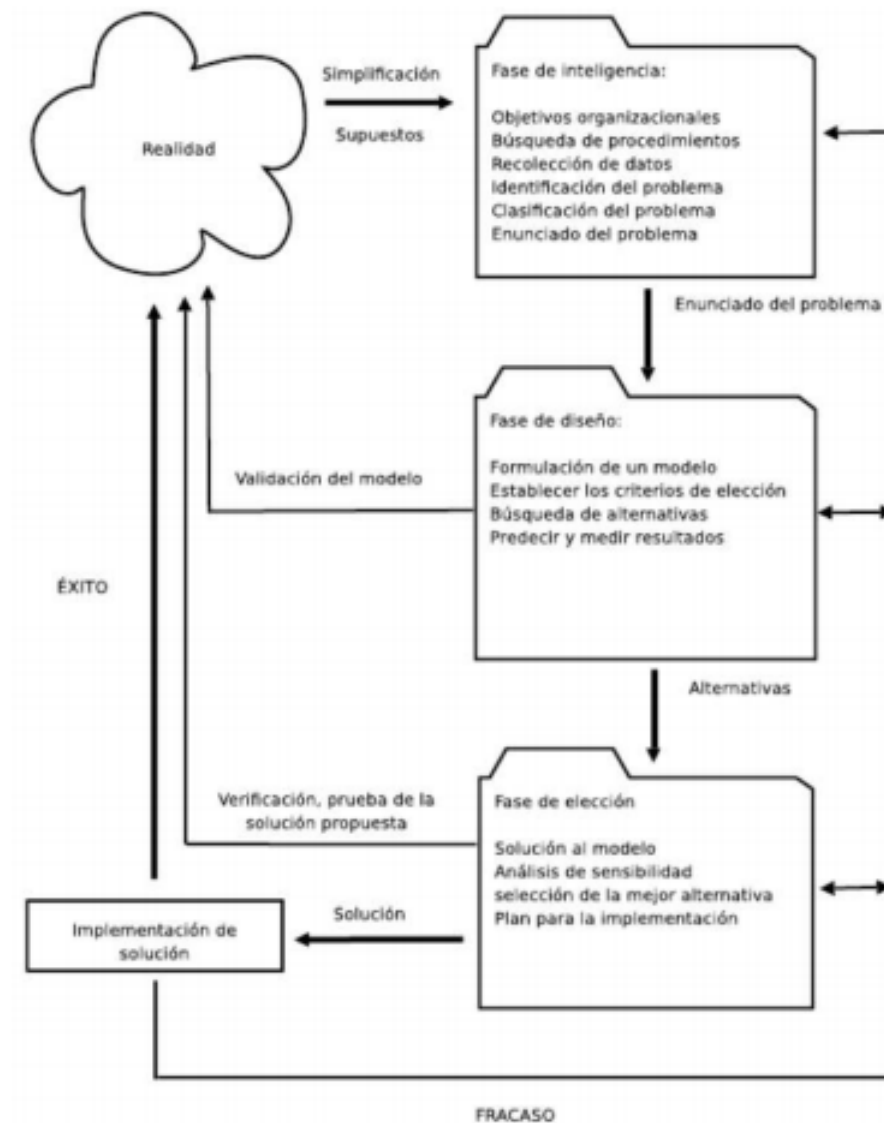 Realidad
Simplificación
Supuestos
Fase de inteligencia:
Objetivos organizacionales
Búsqueda de procedimientos
Recolección de datos
Identificación del problema
Clasificación del problema
Enunciado del problema
Enunciado del problema
Fase de diseño:
Formulación de un modelo
Establecer los criterios de elección
Búsqueda de alternativas
Predecir y medir resultados
Validación del modelo
ÉXITO
Alternativas
Fase de elección
Solución al modelo
Análisis de sensibilidad
selección de la mejor alternativa
Plan para la implementación
Verificación, prueba de la
solución propuesta
Solución
Implementación de
solución
FRACASO